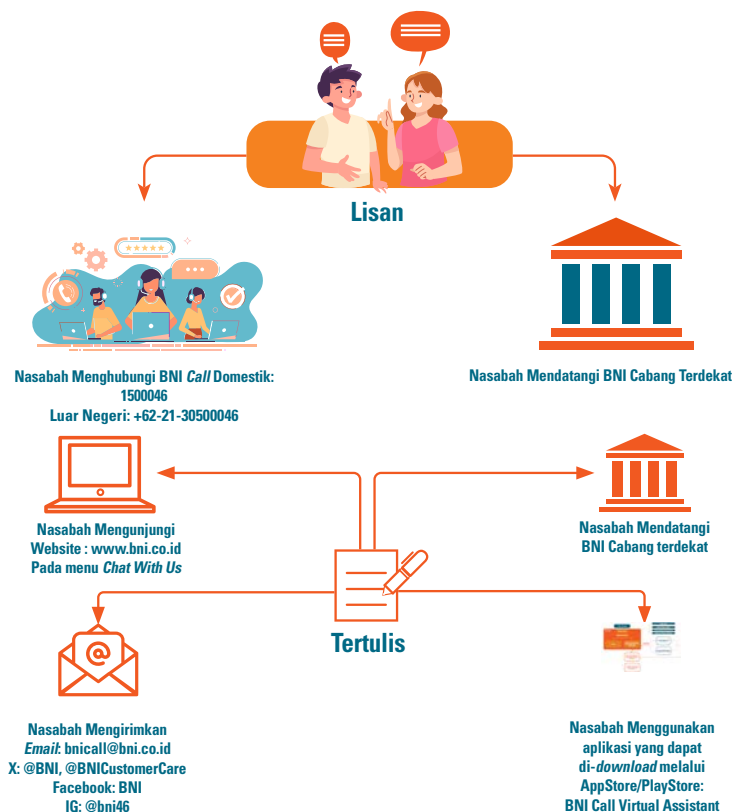 Lisan
Nasabah Menghubungi BNI Call Domestik:
1500046
Luar Negeri: +62-21-30500046
Nasabah Mendatangi BNI Cabang Terdekat
Nasabah Mengunjungi
Website : www.bni.co.id
Pada menu Chat With Us
Nasabah Mendatangi
BNI Cabang terdekat
Tertulis
Nasabah Mengirimkan
Email: bnicall@bni.co.id
X: @BNI, @BNICustomerCare
Facebook: BNI
IG: @bni46
Nasabah Menggunakan
aplikasi yang dapat
di-download melalui
AppStore/PlayStore:
BNI Call Virtual Assistant